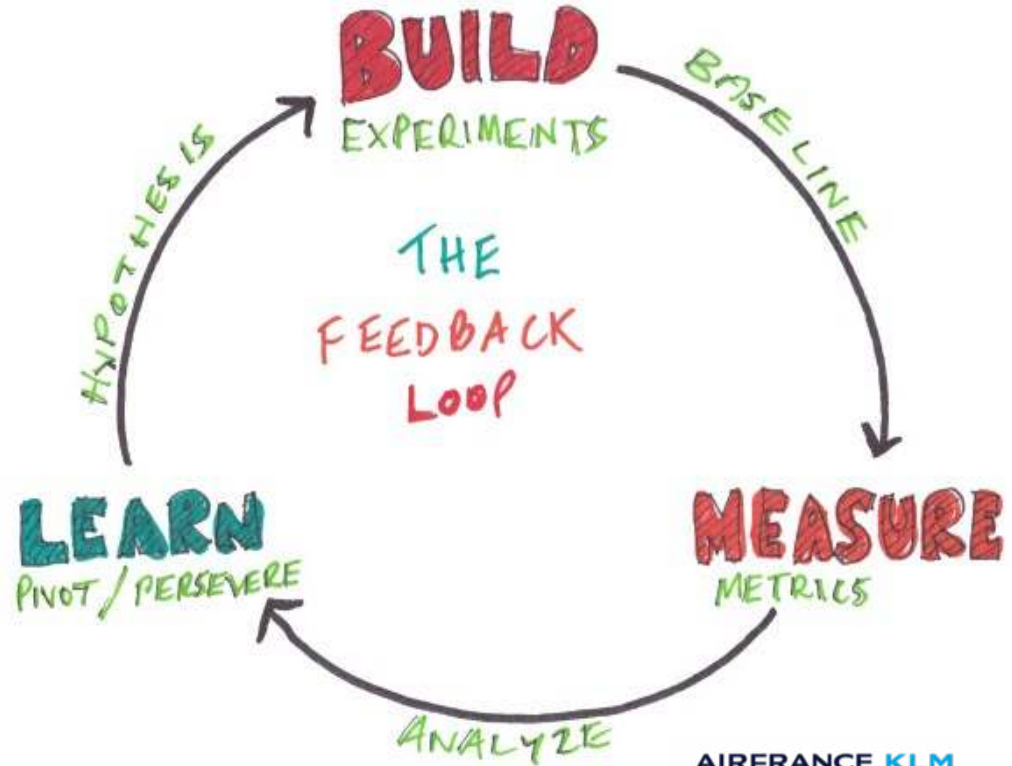 BUILD
EXPERIMENTS
BASELINE
HYPOTHESIS
THE
FEEDBACK
LOOP
LEARN
PIVOT / PERSEVERE
MEASURE
METRICS
ANALYZE
AIRFRANCE KLM